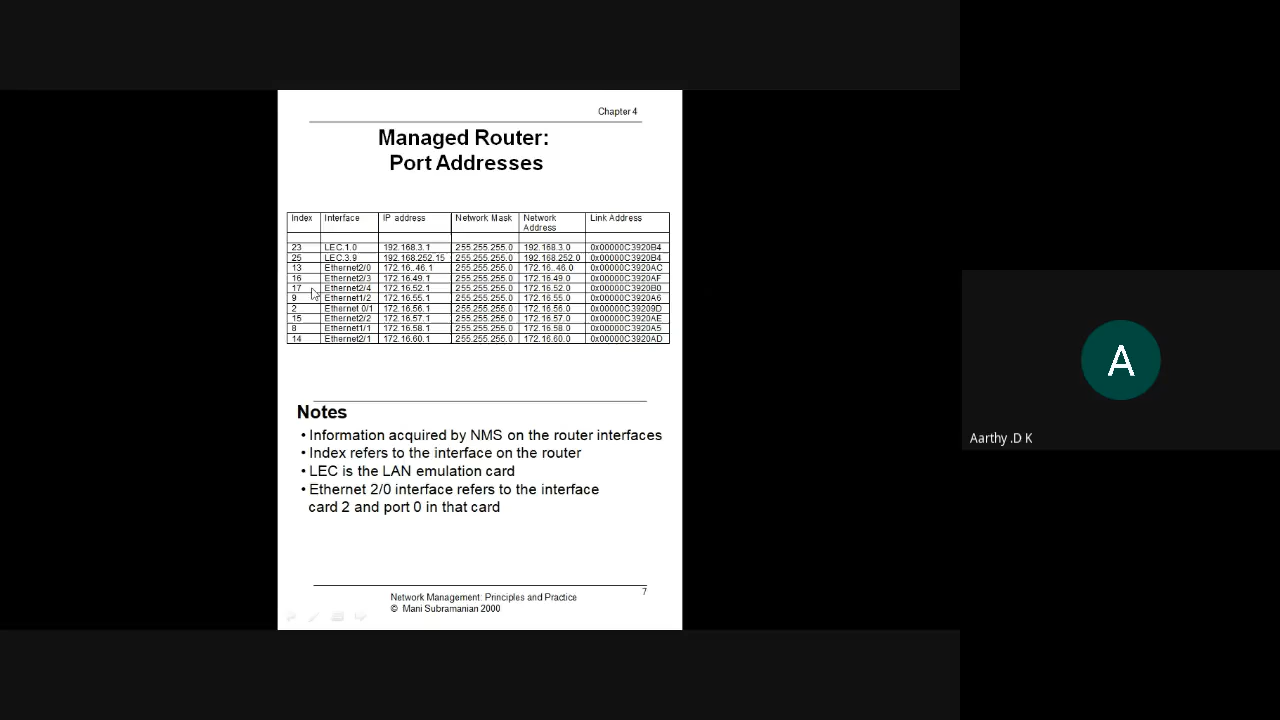 Chapter 4
Managed Router:
Port Addresses
Index Interface IP address Network Mask Network Address Link Address
23 LEC.1.0 192.168.3.1 255.255.255.0 192.168.3.0 0x00000C3920B4
25 LEC.3.9 192.168.252.15 255.255.255.0 192.168.252.0 0x00000C3920B4
13 Ethernet2/0 172.16..46.1 255.255.255.0 172.16..46.0 0x00000C3920AC
16 Ethernet2/3 172.16.49.1 255.255.255.0 172.16.49.0 0x00000C3920AF
17 Ethernet2/4 172.16.52.1 255.255.255.0 172.16.52.0 0x00000C3920B0
9 Ethernet1/2 172.16.55.1 255.255.255.0 172.16.55.0 0x00000C3920A6
2 Ethernet 0/1 172.16.56.1 255.255.255.0 172.16.56.0 0x00000C39209D
15 Ethernet2/2 172.16.57.1 255.255.255.0 172.16.57.0 0x00000C3920AE
8 Ethernet1/1 172.16.58.1 255.255.255.0 172.16.58.0 0x00000C3920A5
14 Ethernet2/1 172.16.60.1 255.255.255.0 172.16.60.0 0x00000C3920AD
Notes
• Information acquired by NMS on the router interfaces
• Index refers to the interface on the router
• LEC is the LAN emulation card
• Ethernet 2/0 interface refers to the interface
card 2 and port 0 in that card
Network Management: Principles and Practice
© Mani Subramanian 2000
7
A
Aarthy .D K